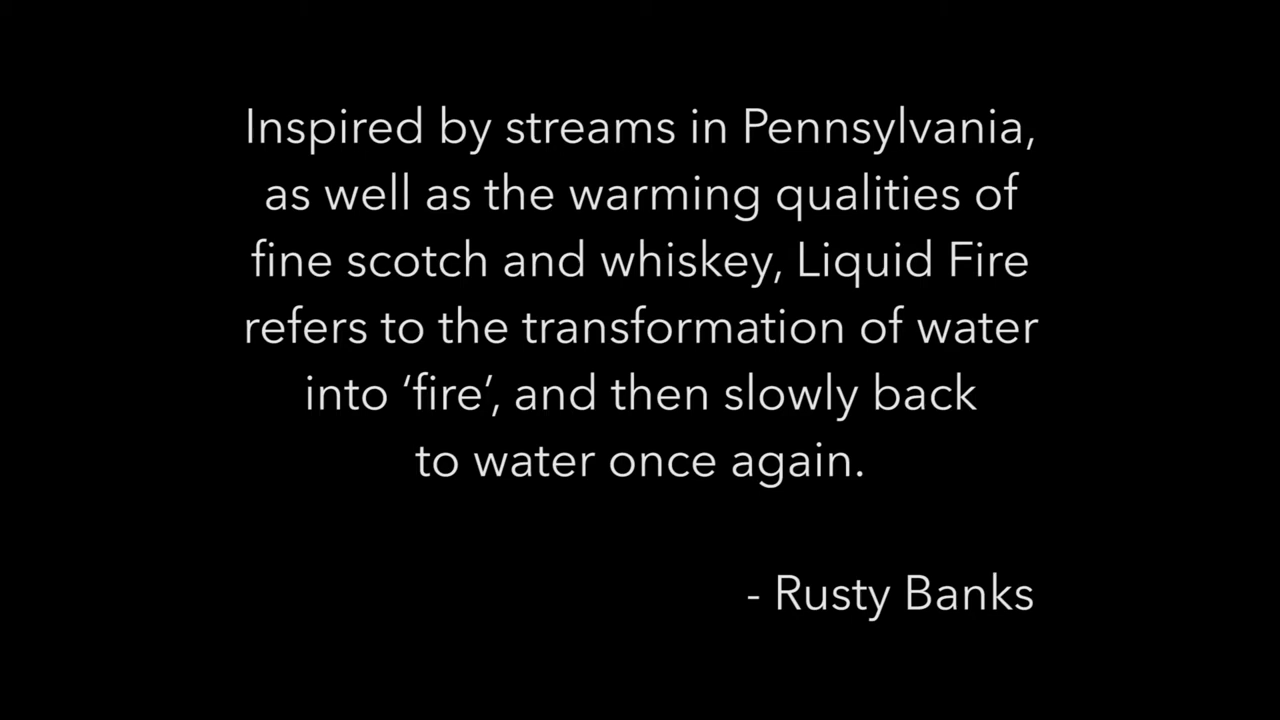 Inspired by streams in Pennsylvania,
as well as the warming qualities of
fine scotch and whiskey, Liquid Fire
refers to the transformation of water
into ‘fire’, and then slowly back
to water once again.
- Rusty Banks